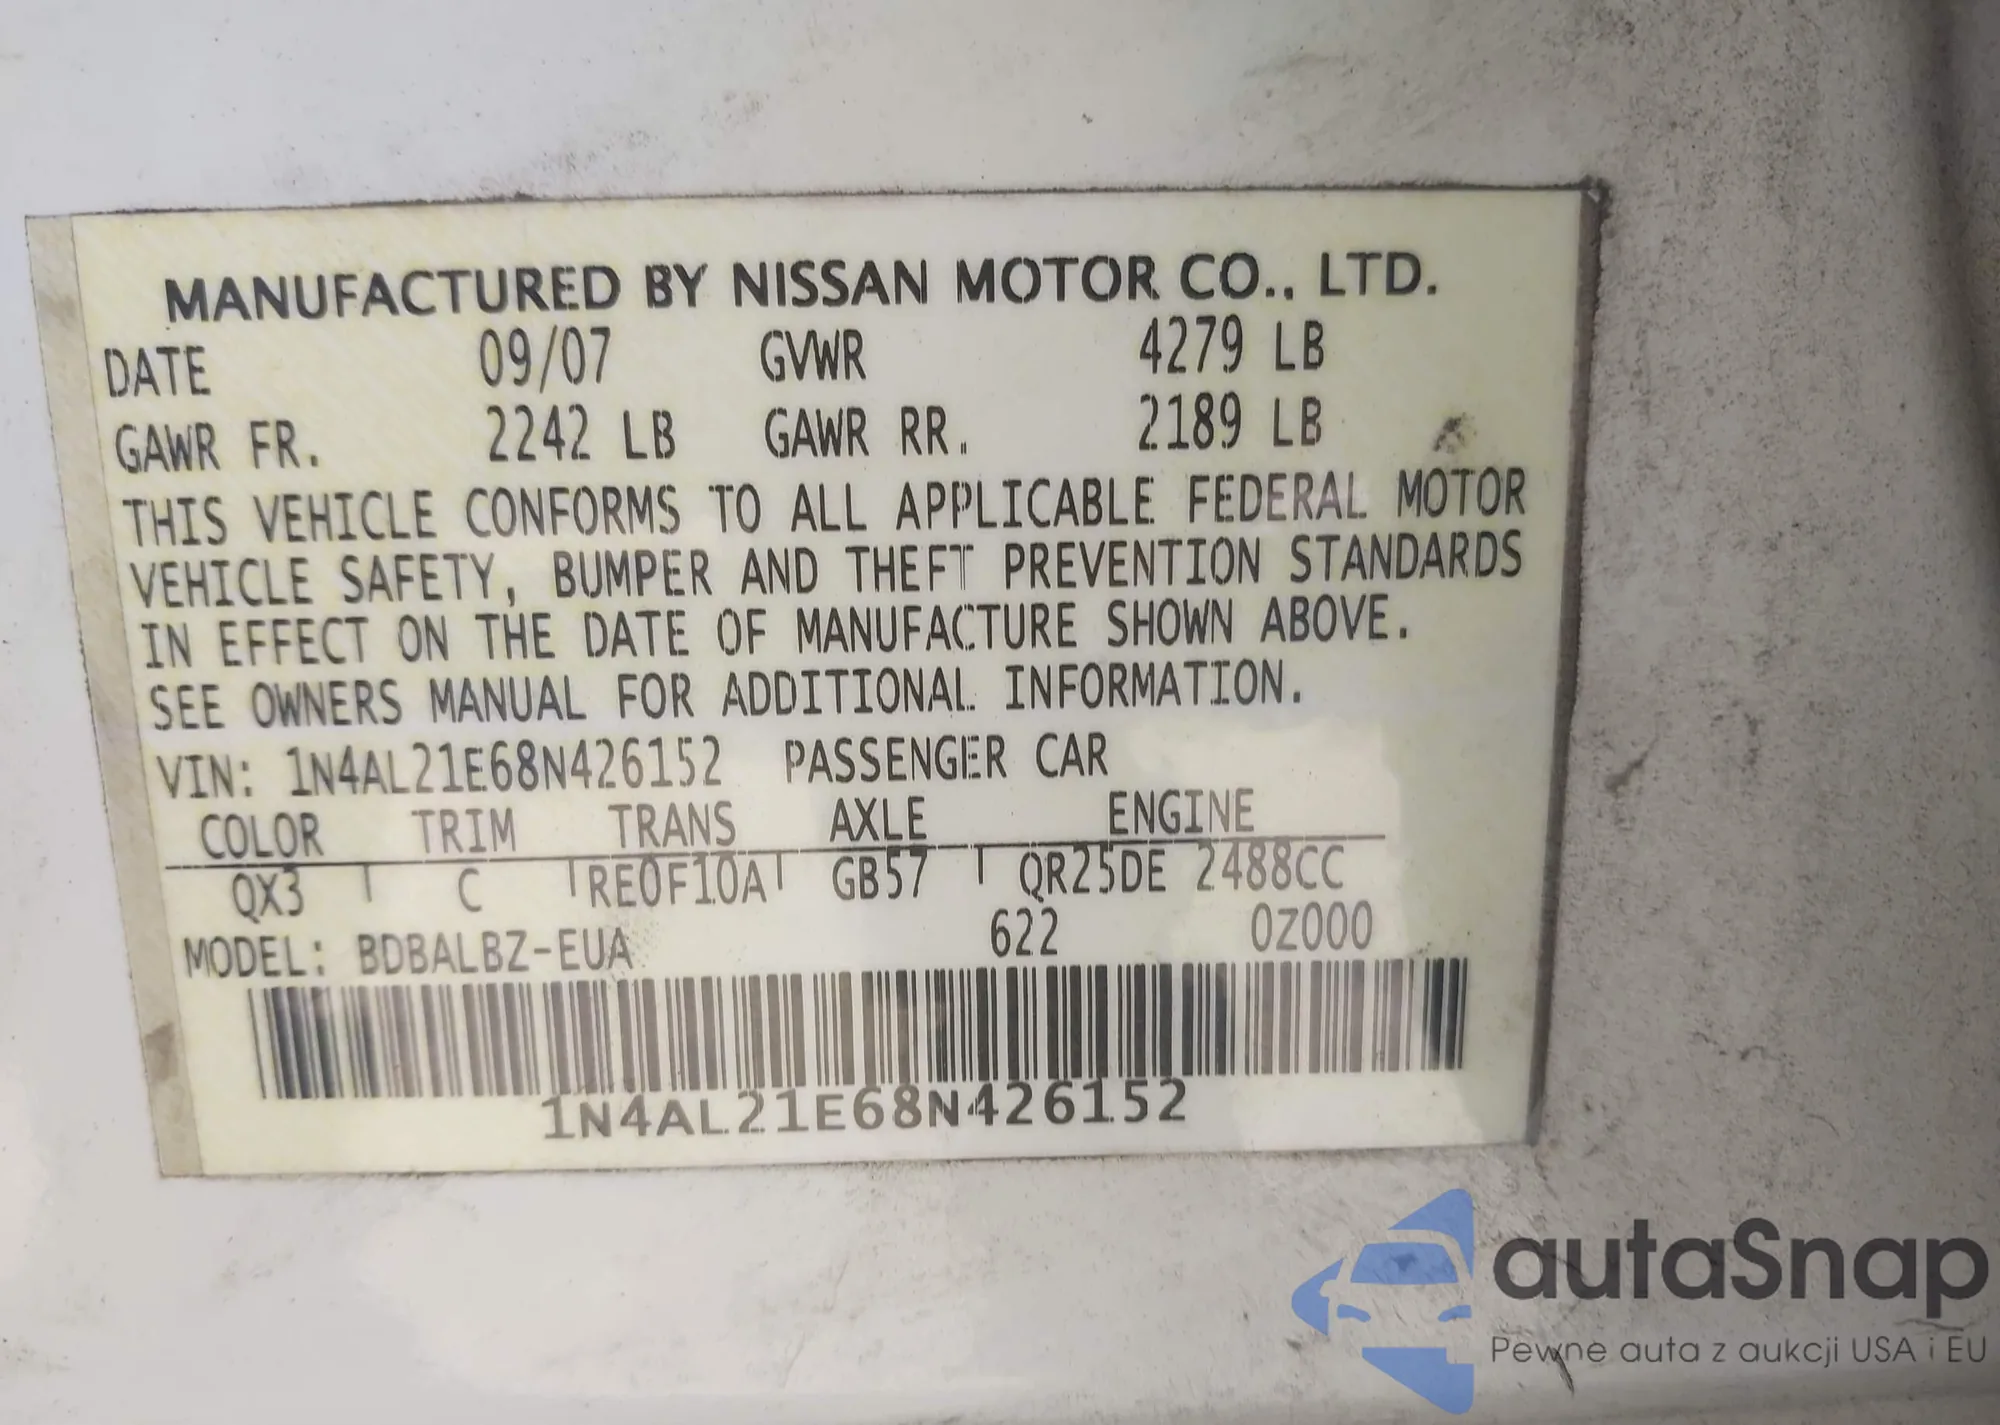 MANUFACTURED BY NISSAN MOTOR CO., LTD.
DATE 09/07 GVWR 4279 LB
GAWR FR. 2242 LB GAWR RR. 2189 LB
THIS VEHICLE CONFORMS TO ALL APPLICABLE FEDERAL MOTOR
VEHICLE SAFETY, BUMPER AND THEFT PREVENTION STANDARDS
IN EFFECT ON THE DATE OF MANUFACTURE SHOWN ABOVE.
SEE OWNERS MANUAL FOR ADDITIONAL INFORMATION.
VIN: 1N4AL21E68N426152 PASSENGER CAR
COLOR TRIM TRANS AXLE ENGINE
QX3 C RE0F10A GB57 QR25DE 2488CC
622 0Z000
MODEL: BDBALBZ-EUA
1N4AL21E68N426152
autaSnap
Pewne auta z aukcji USA i EU